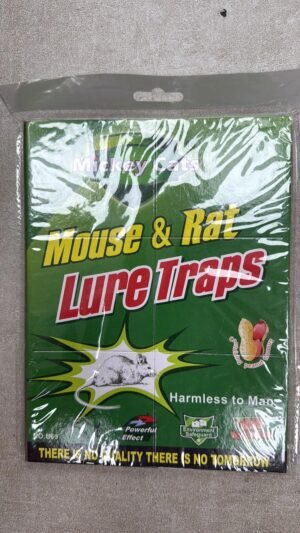 Mickey Cats
Mouse & Rat
Lure Traps
Harmless to Man
Powerful
Effect
Environment
Safeguard
THERE IS NO QUALITY THERE IS NO TOMORROW